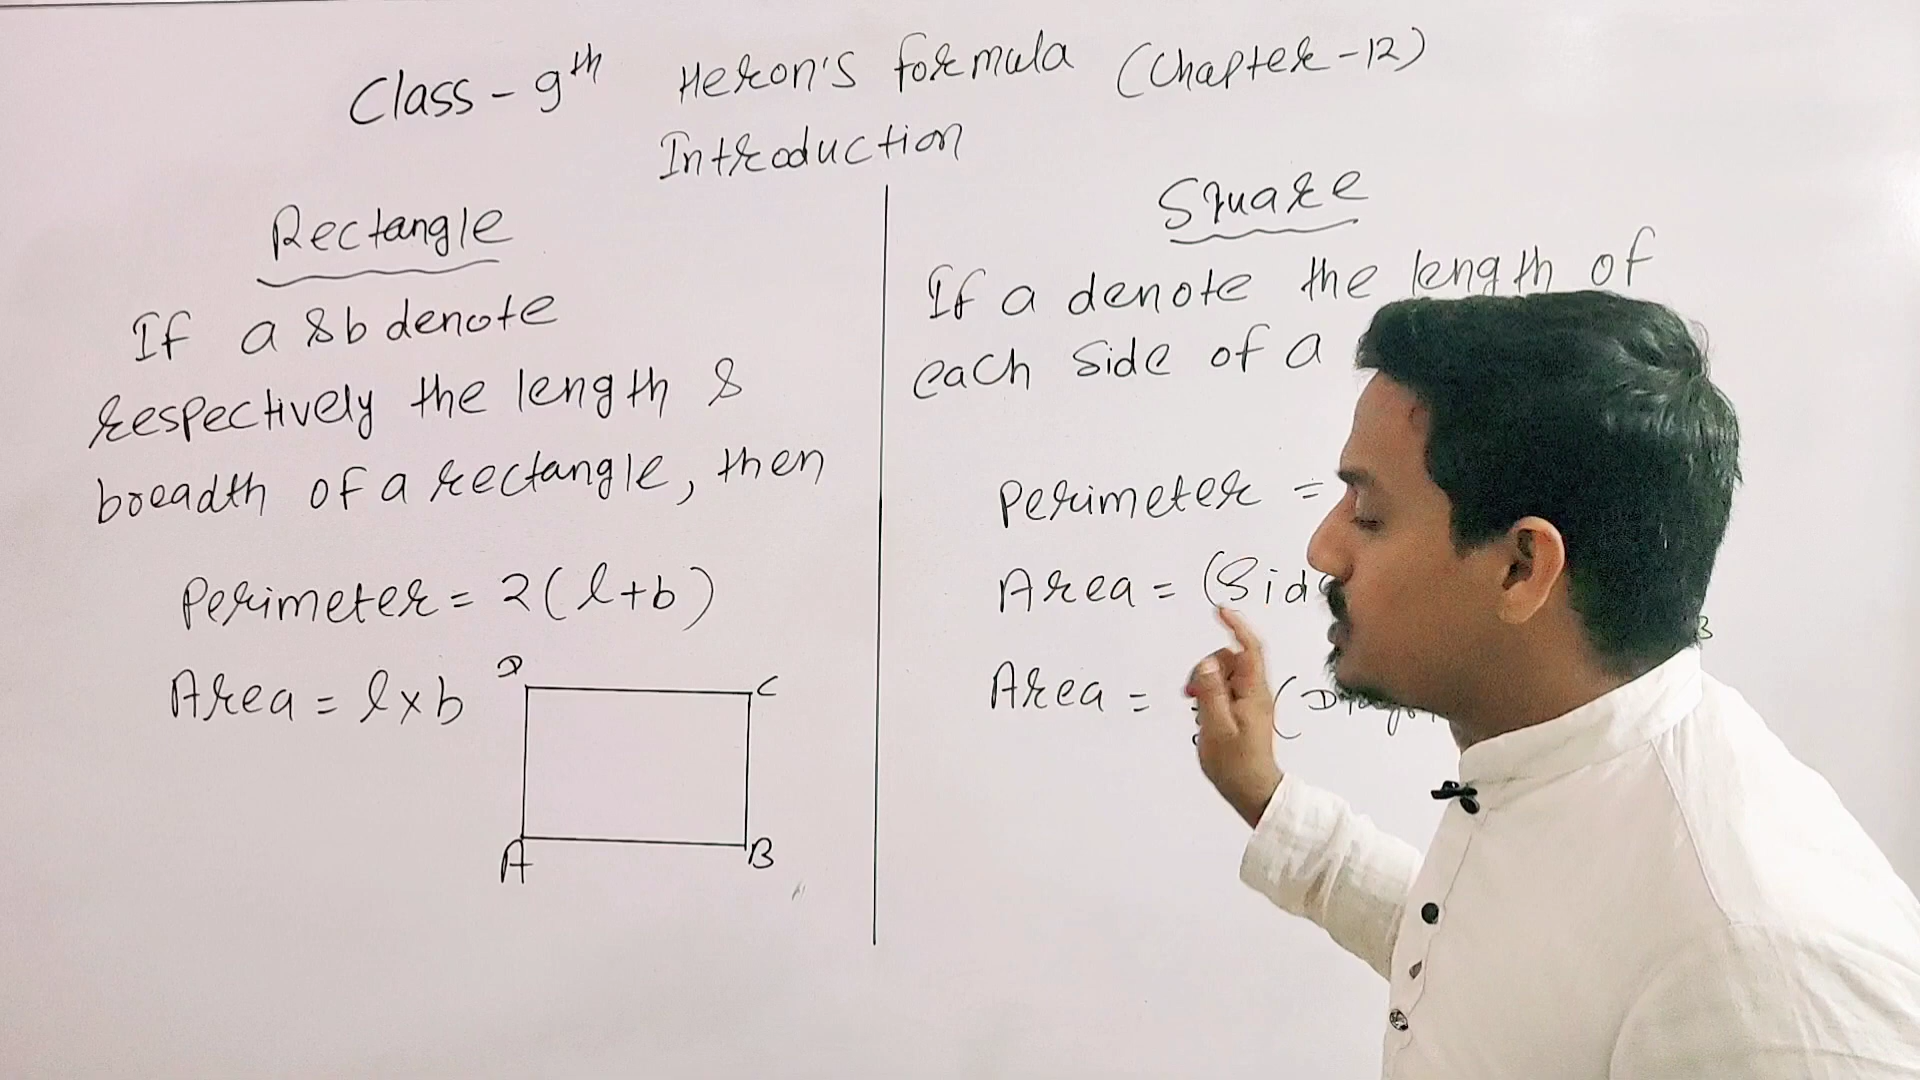 Class - 9th Heron's formula (Chapter-12)
Introduction
Rectangle
If a & b denote
respectively the length &
breadth of a rectangle, then
Perimeter = 2(l+b)
Area = l×b
D
C
A
B
Square
If a denote the length of
each side of a
Perimeter =
Area = (Sid
Area = (Diago
B